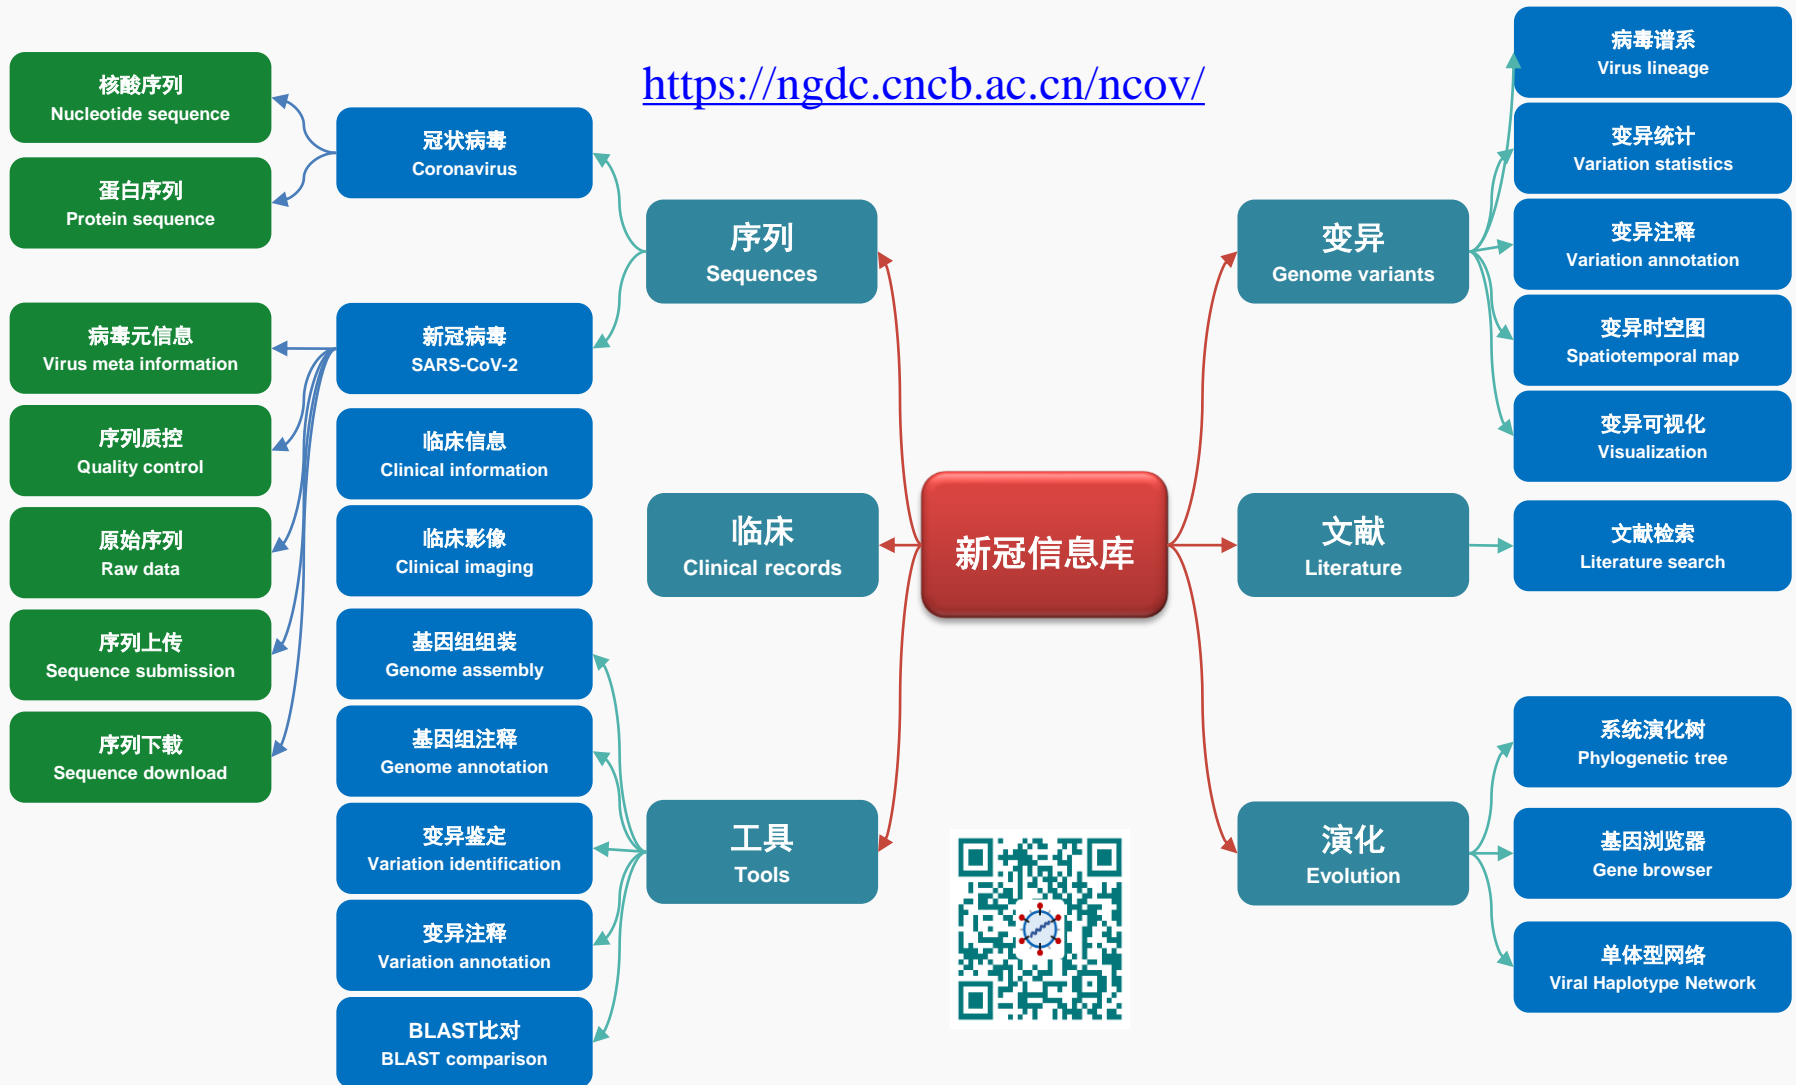 https://ngdc.cncb.ac.cn/ncov/
核酸序列
Nucleotide sequence
蛋白序列
Protein sequence
冠状病毒
Coronavirus
序列
Sequences
病毒元信息
Virus meta information
序列质控
Quality control
原始序列
Raw data
序列上传
Sequence submission
序列下载
Sequence download
新冠病毒
SARS-CoV-2
临床信息
Clinical information
临床影像
Clinical imaging
临床
Clinical records
基因组组装
Genome assembly
基因组注释
Genome annotation
变异鉴定
Variation identification
变异注释
Variation annotation
BLAST比对
BLAST comparison
工具
Tools
新冠信息库
变异
Genome variants
病毒谱系
Virus lineage
变异统计
Variation statistics
变异注释
Variation annotation
变异时空图
Spatiotemporal map
变异可视化
Visualization
文献
Literature
文献检索
Literature search
演化
Evolution
系统演化树
Phylogenetic tree
基因浏览器
Gene browser
单体型网络
Viral Haplotype Network